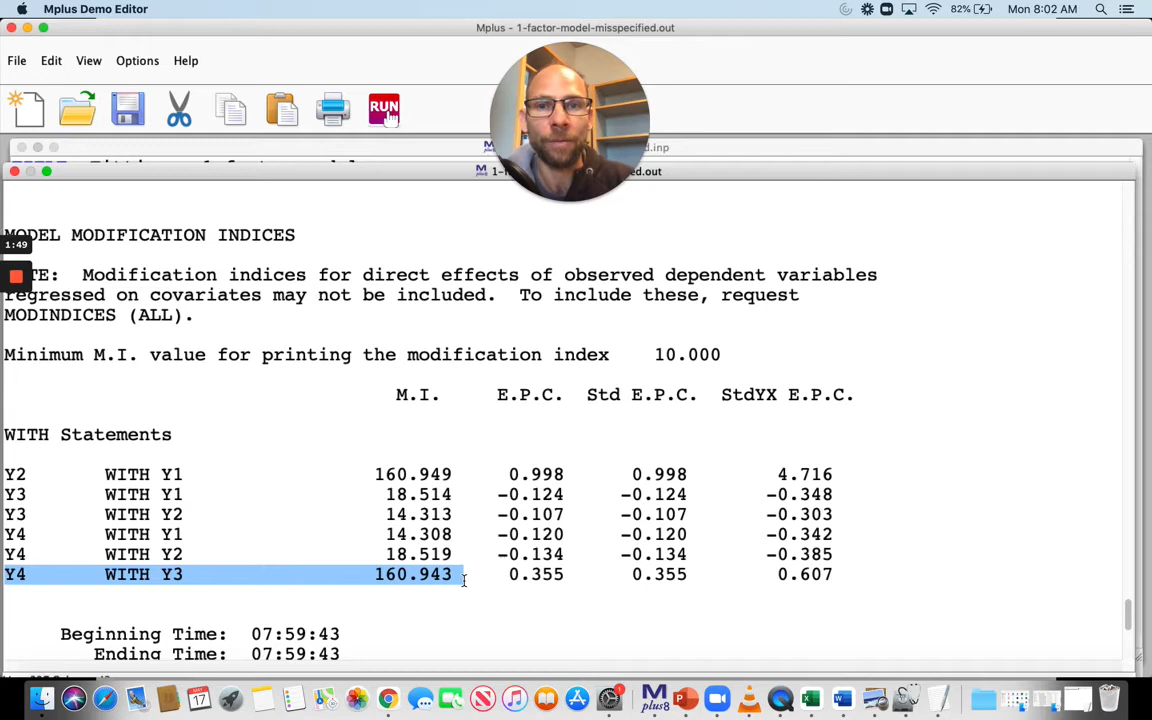 Mplus Demo Editor
82%
Mon 8:02 AM
Mplus - 1-factor-model-misspecified.out
File Edit View Options Help
RUN
ed.inp
ed.out
MODEL MODIFICATION INDICES
1:49
TE: Modification indices for direct effects of observed dependent variables
regressed on covariates may not be included. To include these, request
MODINDICES (ALL).
Minimum M.I. value for printing the modification index 10.000
M.I. E.P.C. Std E.P.C. StdYX E.P.C.
WITH Statements
Y2 WITH Y1 160.949 0.998 0.998 4.716
Y3 WITH Y1 18.514 -0.124 -0.124 -0.348
Y3 WITH Y2 14.313 -0.107 -0.107 -0.303
Y4 WITH Y1 14.308 -0.120 -0.120 -0.342
Y4 WITH Y2 18.519 -0.134 -0.134 -0.385
Y4 WITH Y3 160.943 0.355 0.355 0.607
Beginning Time: 07:59:43
Ending Time: 07:59:43